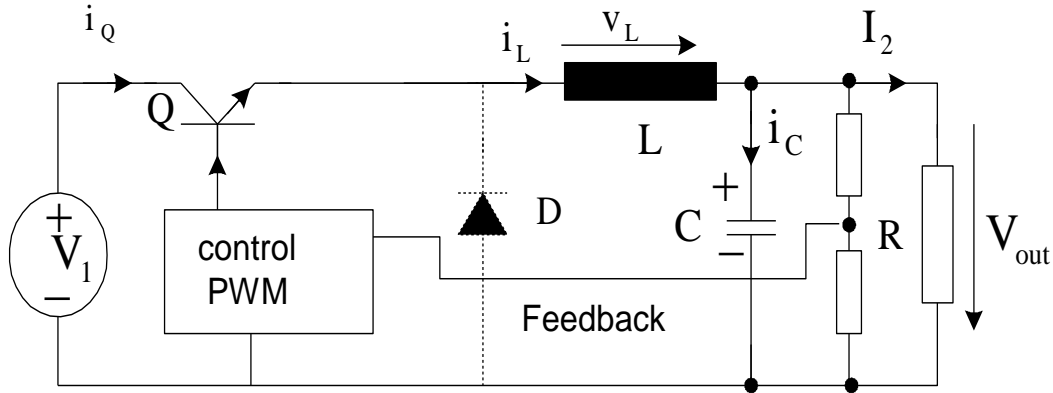 i_Q
i_L
v_L
I_2
Q
L
i_C
+
V_1
−
control
PWM
D
+
C
−
R
V_out
Feedback